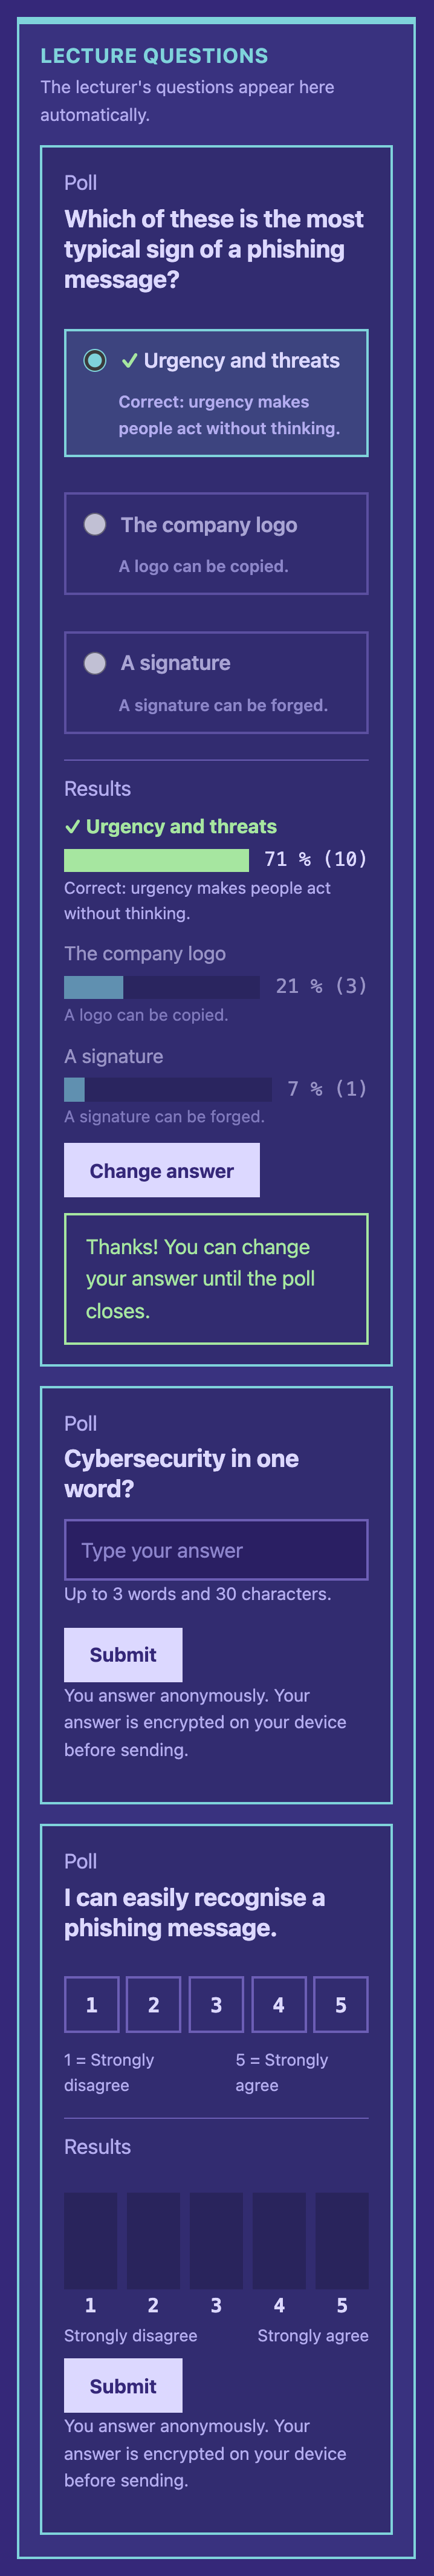 LECTURE QUESTIONS
The lecturer's questions appear here
automatically.
Poll
Which of these is the most
typical sign of a phishing
message?
✓ Urgency and threats
Correct: urgency makes
people act without thinking.
The company logo
A logo can be copied.
A signature
A signature can be forged.
Results
✓ Urgency and threats
71 % (10)
Correct: urgency makes people act
without thinking.
The company logo
21 % (3)
A logo can be copied.
A signature
7 % (1)
A signature can be forged.
Change answer
Thanks! You can change
your answer until the poll
closes.
Poll
Cybersecurity in one
word?
Type your answer
Up to 3 words and 30 characters.
Submit
You answer anonymously. Your
answer is encrypted on your device
before sending.
Poll
I can easily recognise a
phishing message.
1 2 3 4 5
1 = Strongly disagree
5 = Strongly agree
Results
1 2 3 4 5
Strongly disagree Strongly agree
Submit
You answer anonymously. Your
answer is encrypted on your device
before sending.